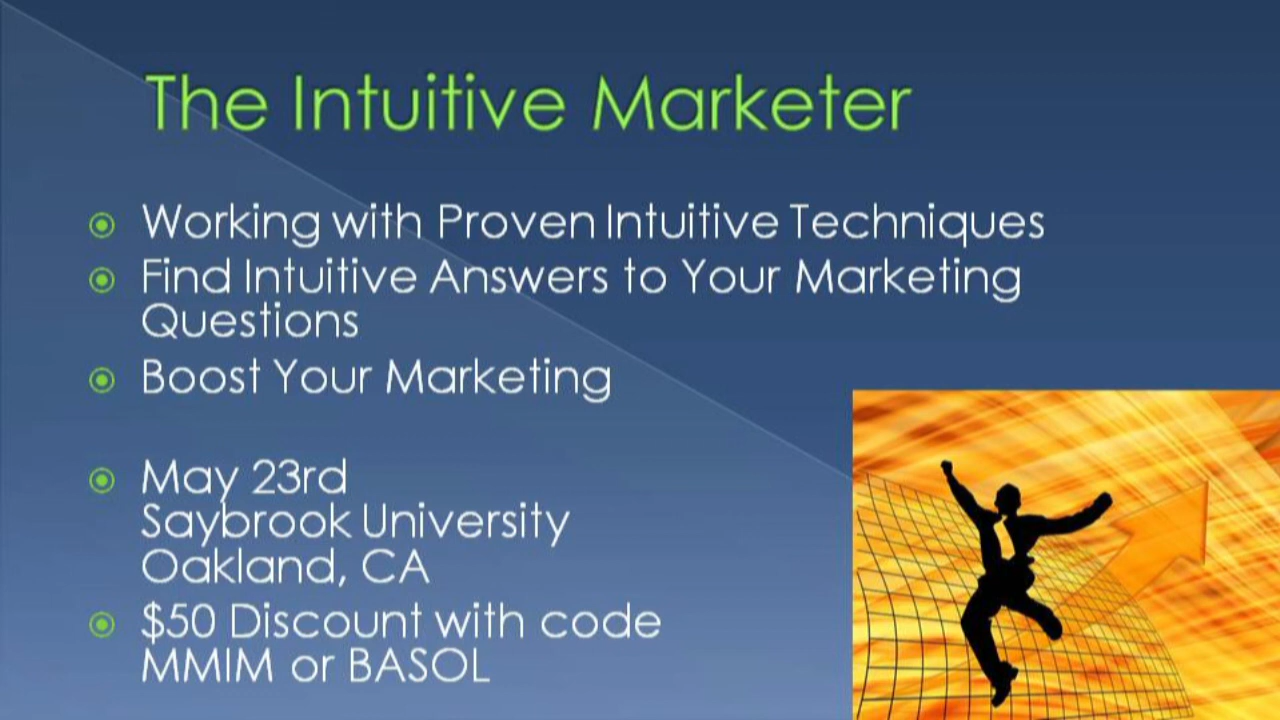 The Intuitive Marketer
Working with Proven Intuitive Techniques
Find Intuitive Answers to Your Marketing
Questions
Boost Your Marketing
May 23rd
Saybrook University
Oakland, CA
$50 Discount with code
MMIM or BASOL